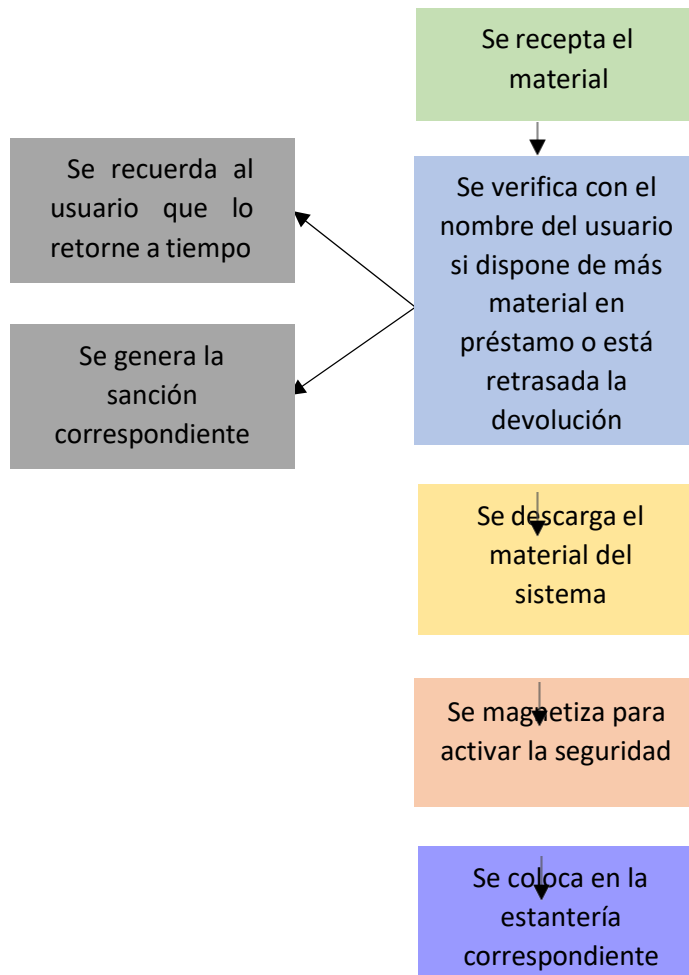 Se recepta el
material
Se recuerda al
usuario que lo
retorne a tiempo
Se verifica con el
nombre del usuario
si dispone de más
material en
préstamo o está
retrasada la
devolución
Se genera la
sanción
correspondiente
Se descarga el
material del
sistema
Se magnetiza para
activar la seguridad
Se coloca en la
estantería
correspondiente